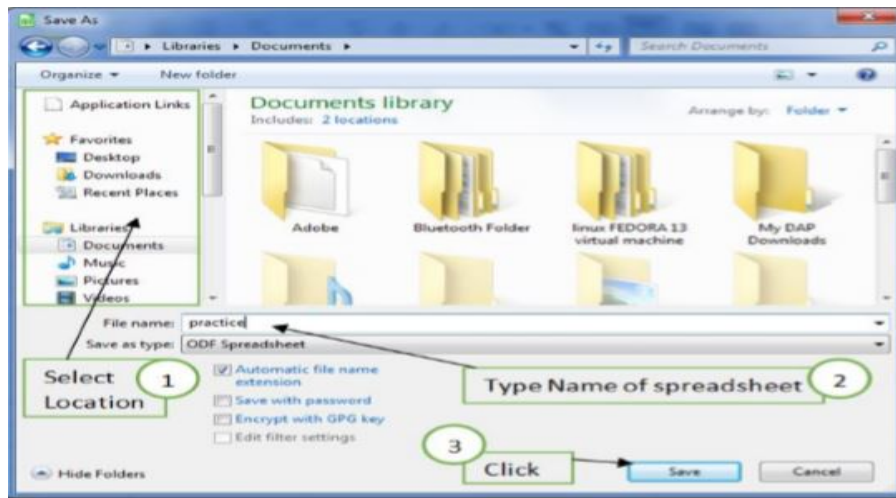 Save As
Libraries Documents
Search Documents
Organize
New folder
Application Links
Favorites
Desktop
Downloads
Recent Places
Libraries
Documents
Music
Pictures
Videos
Documents library
Includes: 2 locations
Arrange by: Folder
Adobe
Bluetooth Folder
linux FEDORA 13
virtual machine
My DAP
Downloads
File name: practice
Save as type: ODF Spreadsheet
Select
Location
1
Automatic file name
extension
Save with password
Encrypt with GPG key
Edit filter settings
Type Name of spreadsheet
2
3
Click
Hide Folders
Save
Cancel